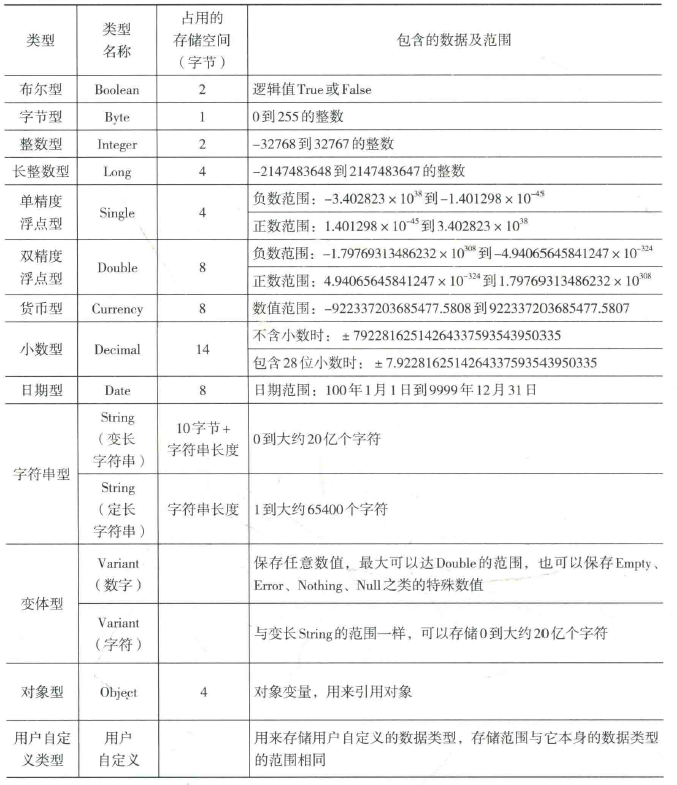 类型 类型名称 占用的存储空间(字节) 包含的数据及范围
布尔型 Boolean 2 逻辑值True或False
字节型 Byte 1 0到255的整数
整数型 Integer 2 -32768到32767的整数
长整数型 Long 4 -2147483648到2147483647的整数
单精度浮点型 Single 4 负数范围：-3.402823×10³⁸到-1.401298×10⁻⁴⁵
正数范围：1.401298×10⁻⁴⁵到3.402823×10³⁸
双精度浮点型 Double 8 负数范围：-1.79769313486232×10³⁰⁸到-4.94065645841247×10⁻³²⁴
正数范围：4.94065645841247×10⁻³²⁴到1.79769313486232×10³⁰⁸
货币型 Currency 8 数值范围：-922337203685477.5808到922337203685477.5807
小数型 Decimal 14 不含小数时：±79228162514264337593543950335
包含28位小数时：±7.9228162514264337593543950335
日期型 Date 8 日期范围：100年1月1日到9999年12月31日
字符串型 String(变长字符串) 10字节+字符串长度 0到大约20亿个字符
String(定长字符串) 字符串长度 1到大约65400个字符
变体型 Variant(数字) 保存任意数值，最大可以达Double的范围，也可以保存Empty、
Error、Nothing、Null之类的特殊数值
Variant(字符) 与变长String的范围一样，可以存储0到大约20亿个字符
对象型 Object 4 对象变量，用来引用对象
用户自定义类型 用户自定义 用来存储用户自定义的数据类型，存储范围与它本身的数据类型
的范围相同